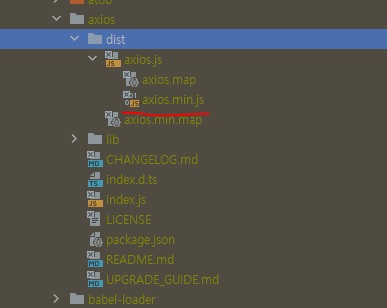 atob
axios
dist
axios.js
axios.map
axios.min.js
axios.min.map
lib
CHANGELOG.md
index.d.ts
index.js
LICENSE
package.json
README.md
UPGRADE_GUIDE.md
babel-loader